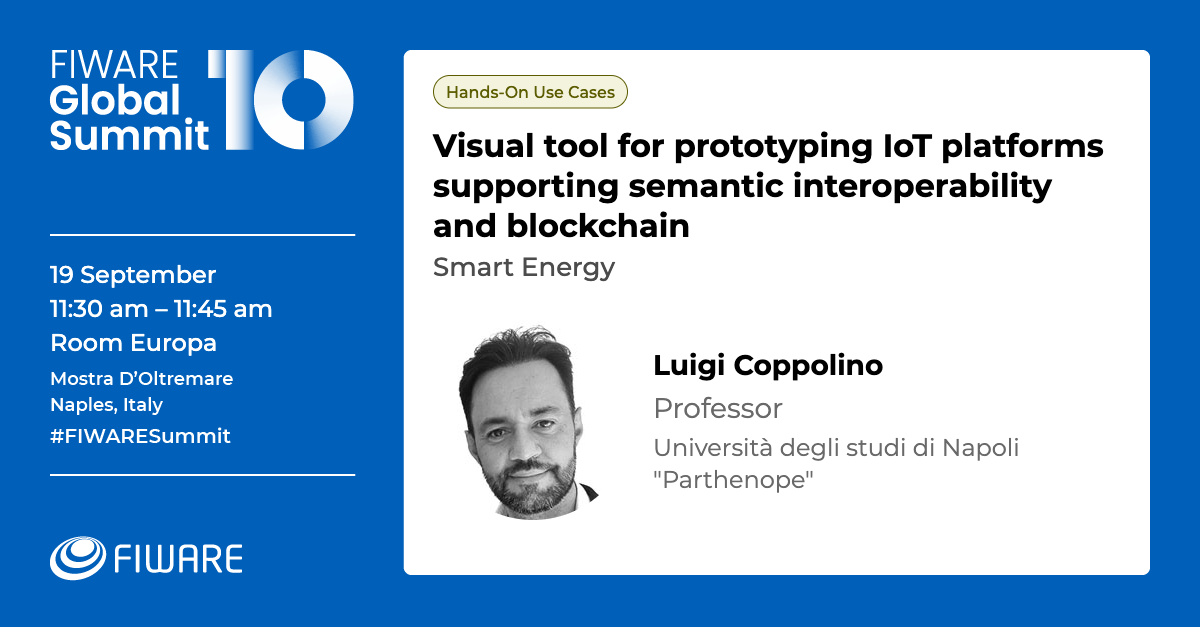 FIWARE
Global
Summit
10
19 September
11:30 am – 11:45 am
Room Europa
Mostra D’Oltremare
Naples, Italy
#FIWARESummit
FIWARE
Hands-On Use Cases
Visual tool for prototyping IoT platforms
supporting semantic interoperability
and blockchain
Smart Energy
Luigi Coppolino
Professor
Università degli studi di Napoli
"Parthenope"